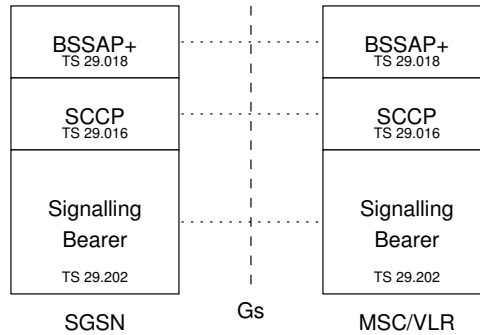 BSSAP+
TS 29.018
SCCP
TS 29.016
Signalling
Bearer
TS 29.202
SGSN
Gs
BSSAP+
TS 29.018
SCCP
TS 29.016
Signalling
Bearer
TS 29.202
MSC/VLR